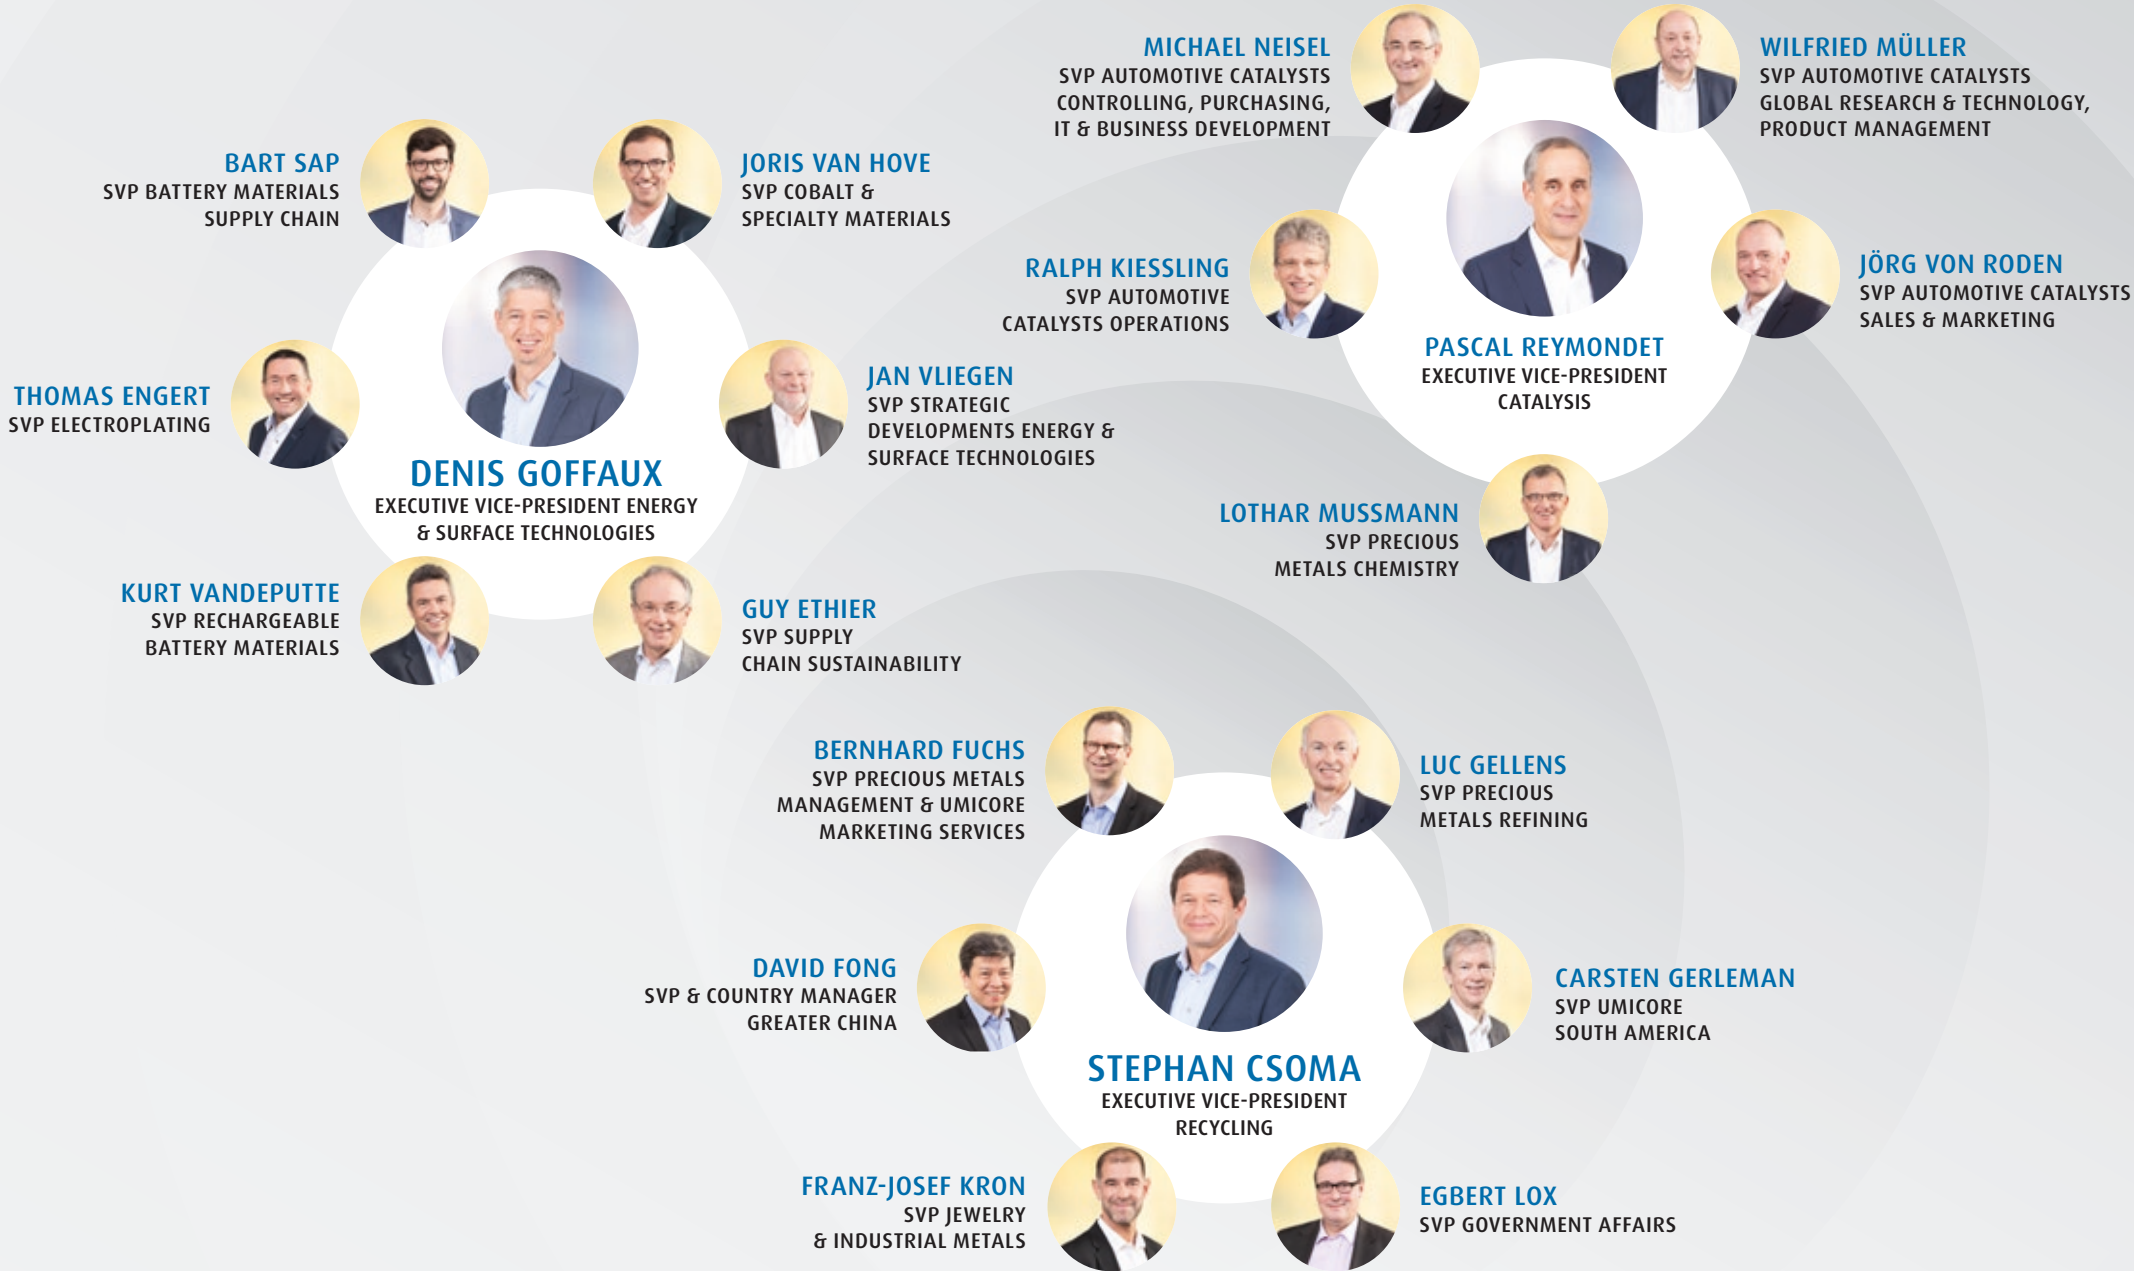 BART SAP
SVP BATTERY MATERIALS
SUPPLY CHAIN
JORIS VAN HOVE
SVP COBALT &
SPECIALTY MATERIALS
THOMAS ENGERT
SVP ELECTROPLATING
JAN VLIEGEN
SVP STRATEGIC
DEVELOPMENTS ENERGY &
SURFACE TECHNOLOGIES
DENIS GOFFAUX
EXECUTIVE VICE-PRESIDENT ENERGY
& SURFACE TECHNOLOGIES
KURT VANDEPUTTE
SVP RECHARGEABLE
BATTERY MATERIALS
GUY ETHIER
SVP SUPPLY
CHAIN SUSTAINABILITY
MICHAEL NEISEL
SVP AUTOMOTIVE CATALYSTS
CONTROLLING, PURCHASING,
IT & BUSINESS DEVELOPMENT
WILFRIED MÜLLER
SVP AUTOMOTIVE CATALYSTS
GLOBAL RESEARCH & TECHNOLOGY,
PRODUCT MANAGEMENT
RALPH KIESSLING
SVP AUTOMOTIVE
CATALYSTS OPERATIONS
JÖRG VON RODEN
SVP AUTOMOTIVE CATALYSTS
SALES & MARKETING
PASCAL REYMONDET
EXECUTIVE VICE-PRESIDENT
CATALYSIS
LOTHAR MUSSMANN
SVP PRECIOUS
METALS CHEMISTRY
BERNHARD FUCHS
SVP PRECIOUS METALS
MANAGEMENT & UMICORE
MARKETING SERVICES
LUC GELLENS
SVP PRECIOUS
METALS REFINING
DAVID FONG
SVP & COUNTRY MANAGER
GREATER CHINA
CARSTEN GERLEMAN
SVP UMICORE
SOUTH AMERICA
STEPHAN CSOMA
EXECUTIVE VICE-PRESIDENT
RECYCLING
FRANZ-JOSEF KRON
SVP JEWELRY
& INDUSTRIAL METALS
EGBERT LOX
SVP GOVERNMENT AFFAIRS